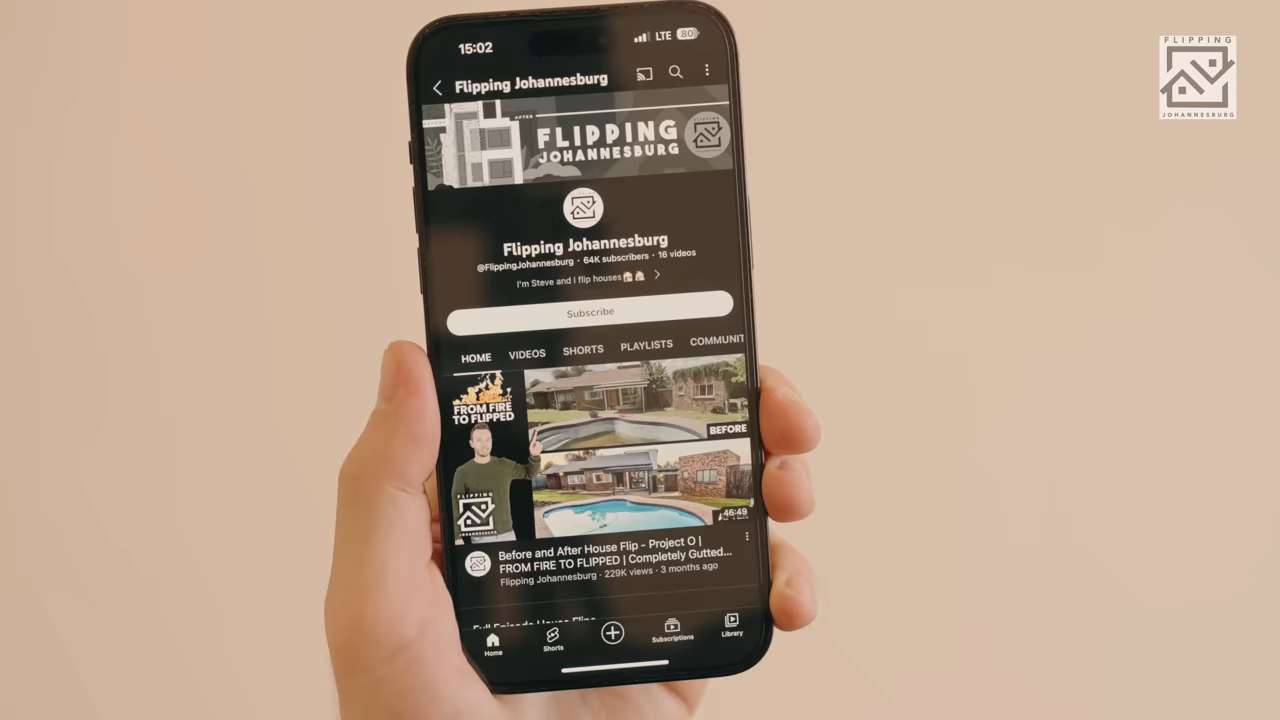 15:02
LTE 80
Flipping Johannesburg
AFTER
FLIPPING
JOHANNESBURG
Flipping Johannesburg
@FlippingJohannesburg · 64K subscribers · 16 videos
I'm Steve and I flip houses
Subscribe
HOME VIDEOS SHORTS PLAYLISTS COMMUNIT
FROM FIRE
TO FLIPPED
BEFORE
FLIPPING
JOHANNESBURG
46:49
Before and After House Flip - Project O |
FROM FIRE TO FLIPPED | Completely Gutted...
Flipping Johannesburg · 229K views · 3 months ago
Home Shorts Subscriptions Library
FLIPPING
JOHANNESBURG